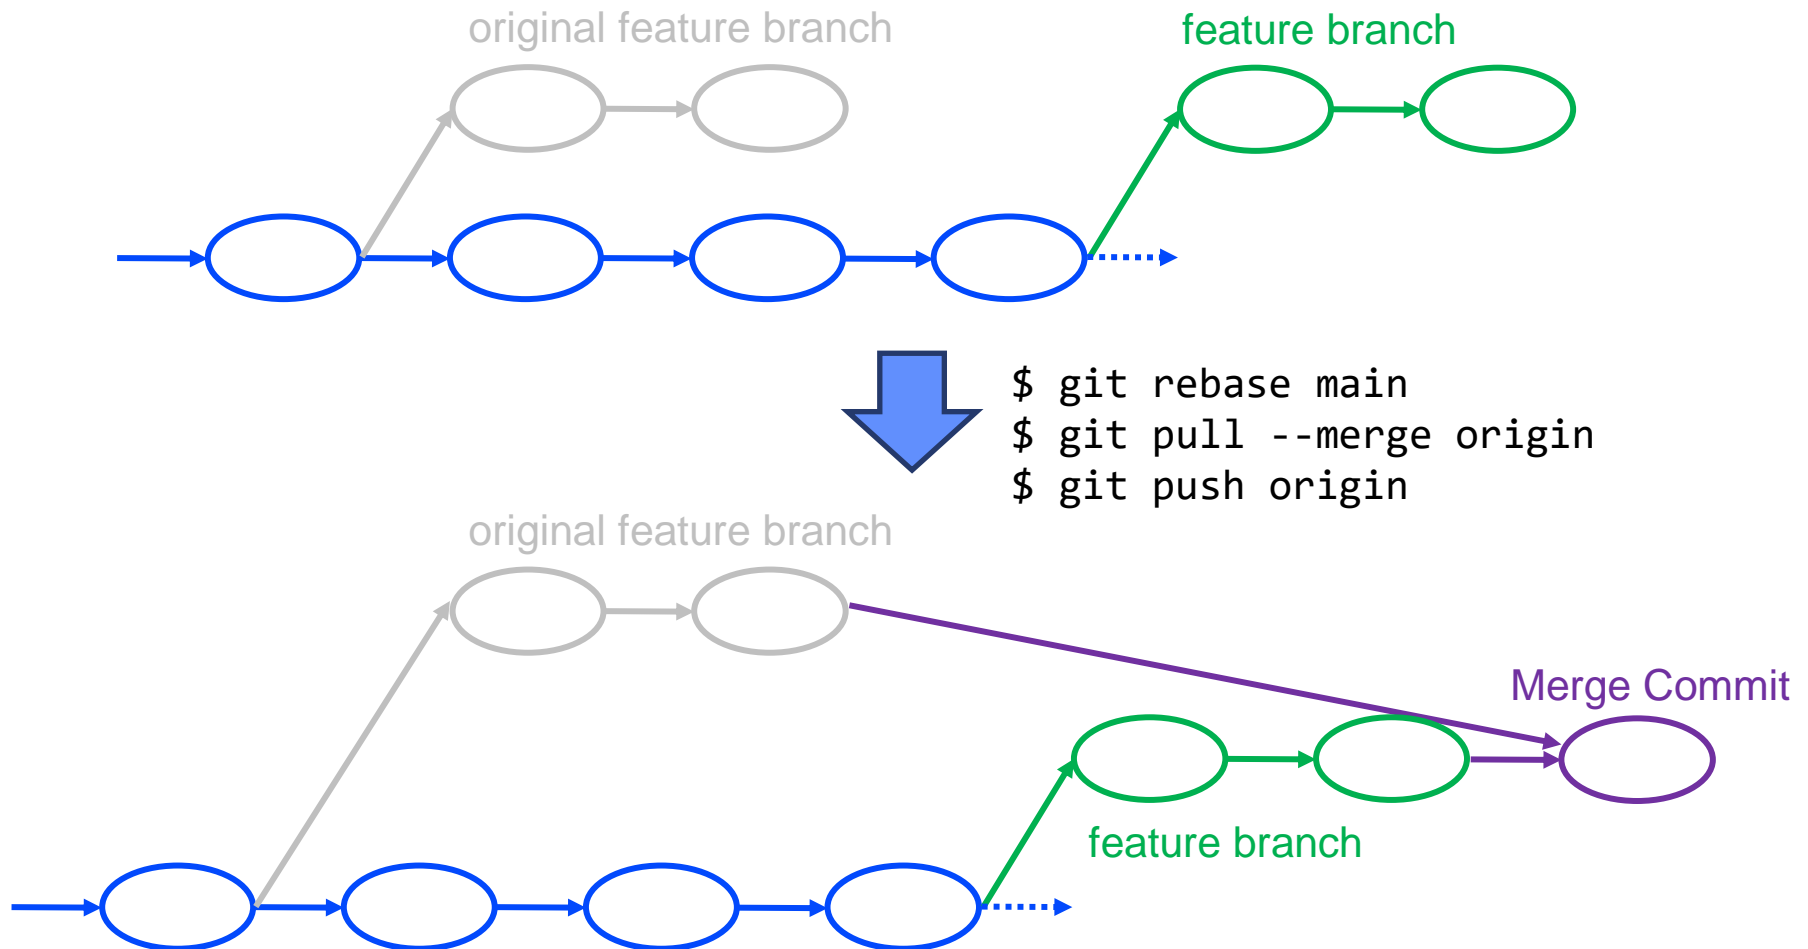 original feature branch
feature branch
$ git rebase main
$ git pull --merge origin
$ git push origin
original feature branch
Merge Commit
feature branch